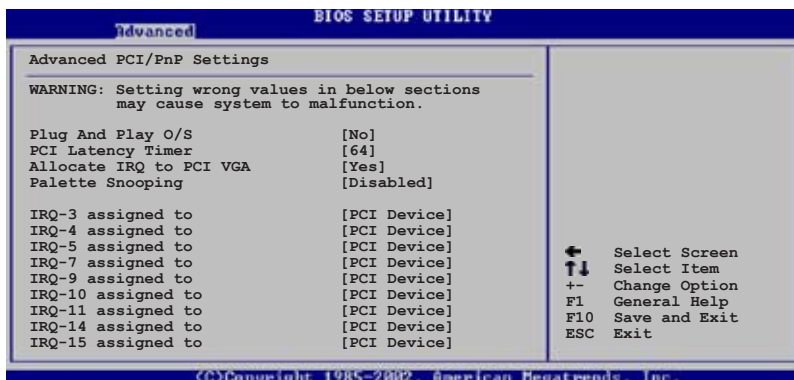 BIOS SETUP UTILITY
Advanced
Advanced PCI/PnP Settings
WARNING: Setting wrong values in below sections
may cause system to malfunction.
Plug And Play O/S [No]
PCI Latency Timer [64]
Allocate IRQ to PCI VGA [Yes]
Palette Snooping [Disabled]
IRQ-3 assigned to [PCI Device]
IRQ-4 assigned to [PCI Device]
IRQ-5 assigned to [PCI Device]
IRQ-7 assigned to [PCI Device]
IRQ-9 assigned to [PCI Device]
IRQ-10 assigned to [PCI Device]
IRQ-11 assigned to [PCI Device]
IRQ-14 assigned to [PCI Device]
IRQ-15 assigned to [PCI Device]
← Select Screen
↑↓ Select Item
+- Change Option
F1 General Help
F10 Save and Exit
ESC Exit
(C)Copyright 1985-2002, American Megatrends, Inc.